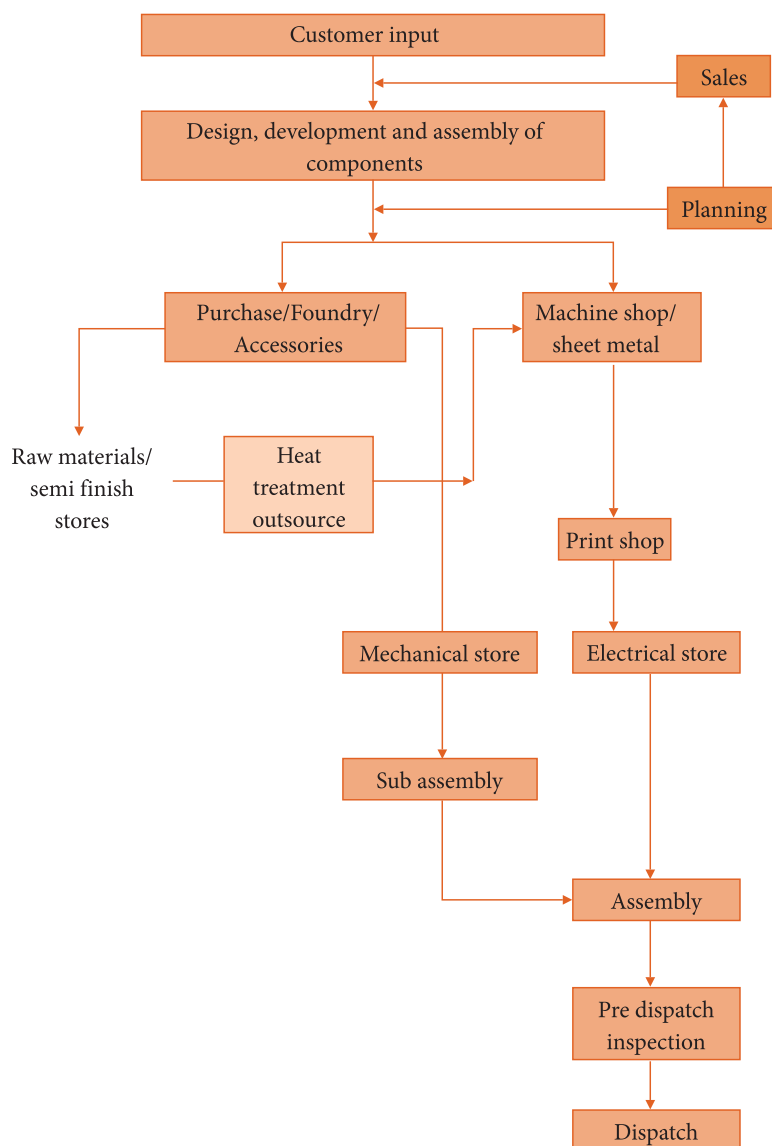 Customer input
Sales
Design, development and assembly of
components
Planning
Purchase/Foundry/
Accessories
Machine shop/
sheet metal
Raw materials/
semi finish
stores
Heat
treatment
outsource
Print shop
Mechanical store
Electrical store
Sub assembly
Assembly
Pre dispatch
inspection
Dispatch